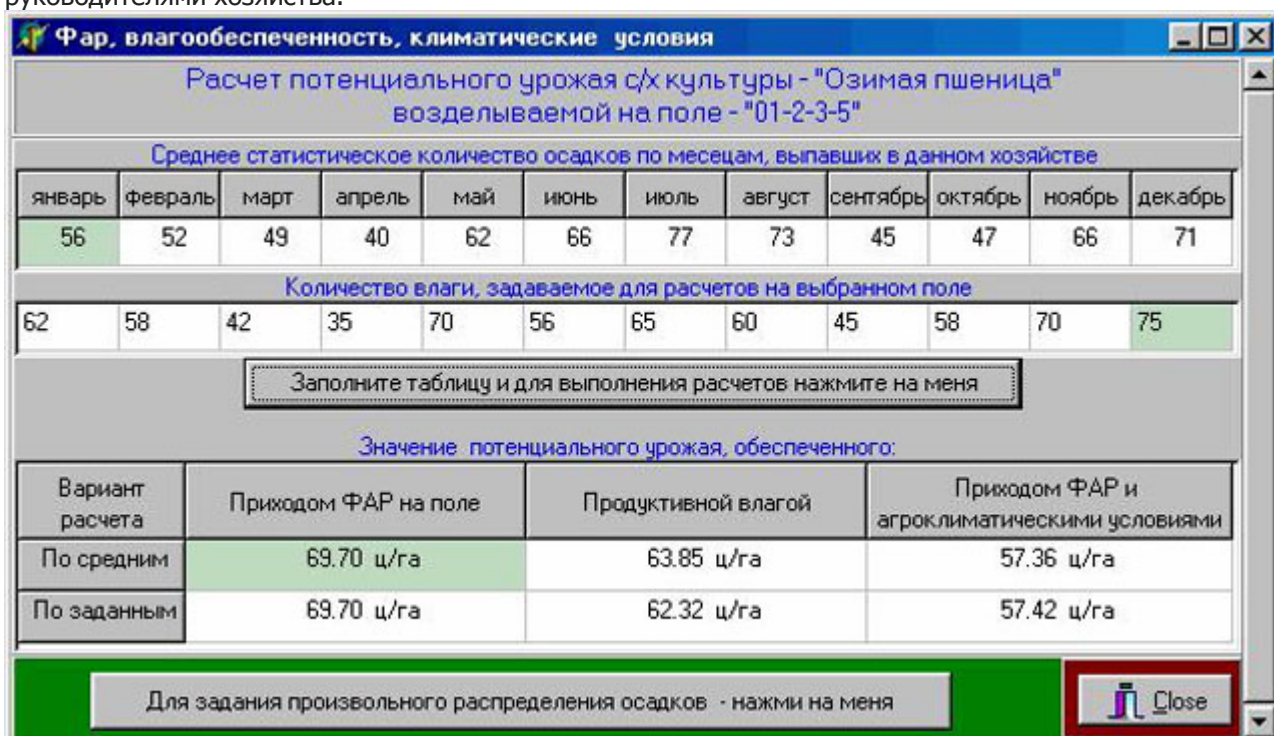 руководителями хозяйства.
Фар, влагообеспеченность, климатические условия
Расчет потенциального урожая с/х культуры - "Озимая пшеница"
возделываемой на поле - "01-2-3-5"
Среднее статистическое количество осадков по месецам, выпавших в данном хозяйстве
январь февраль март апрель май июнь июль август сентябрь октябрь ноябрь декабрь
56 52 49 40 62 66 77 73 45 47 66 71
Количество влаги, задаваемое для расчетов на выбранном поле
62 58 42 35 70 56 65 60 45 58 70 75
Заполните таблицу и для выполнения расчетов нажмите на меня
Значение потенциального урожая, обеспеченного:
Вариант расчета Приходом ФАР на поле Продуктивной влагой Приходом ФАР и агроклиматическими условиями
По средним 69.70 ц/га 63.85 ц/га 57.36 ц/га
По заданным 69.70 ц/га 62.32 ц/га 57.42 ц/га
Для задания произвольного распределения осадков - нажми на меня
Close